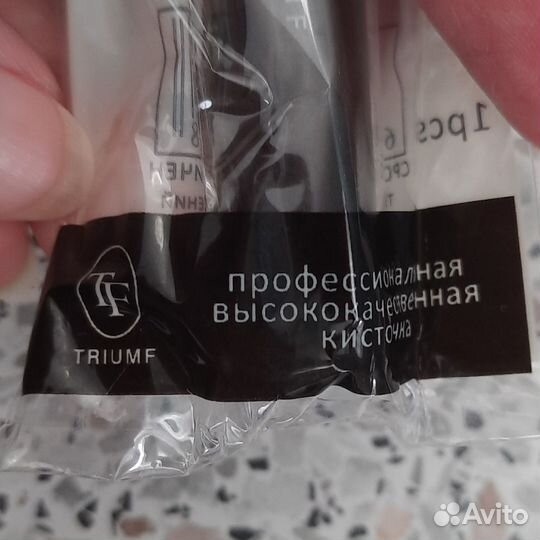 1pcs
TF
TRIUMF
профессиональная
высококачественная
кисточка
Avito